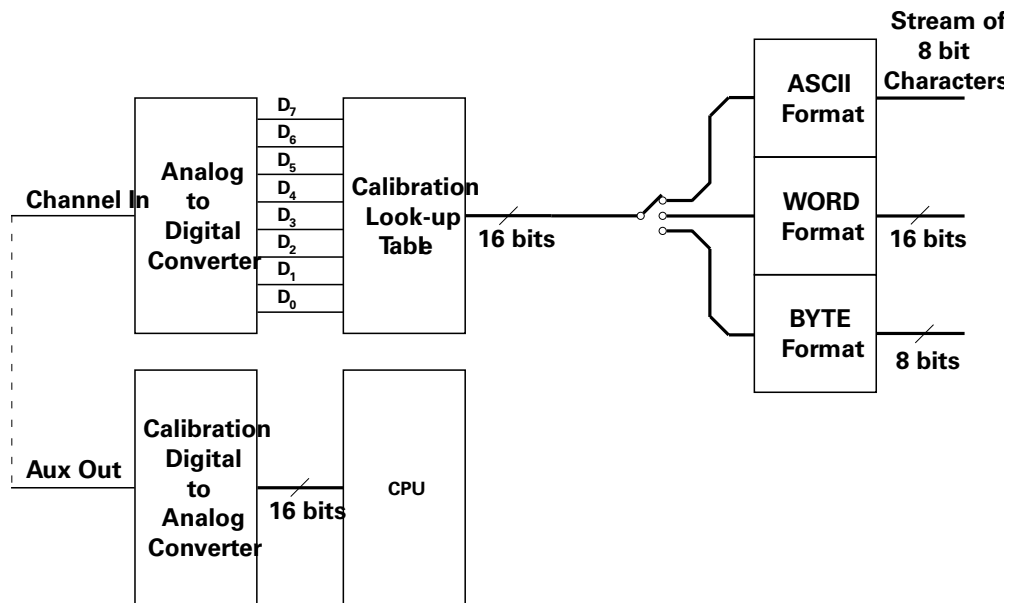 Stream of
8 bit
Characters
ASCII
Format
D7
D6
D5
D4
D3
D2
D1
D0
Analog
to
Digital
Converter
Channel In
Calibration
Look-up
Table
16 bits
WORD
Format
16 bits
BYTE
Format
8 bits
Aux Out
Calibration
Digital
to
Analog
Converter
16 bits
CPU